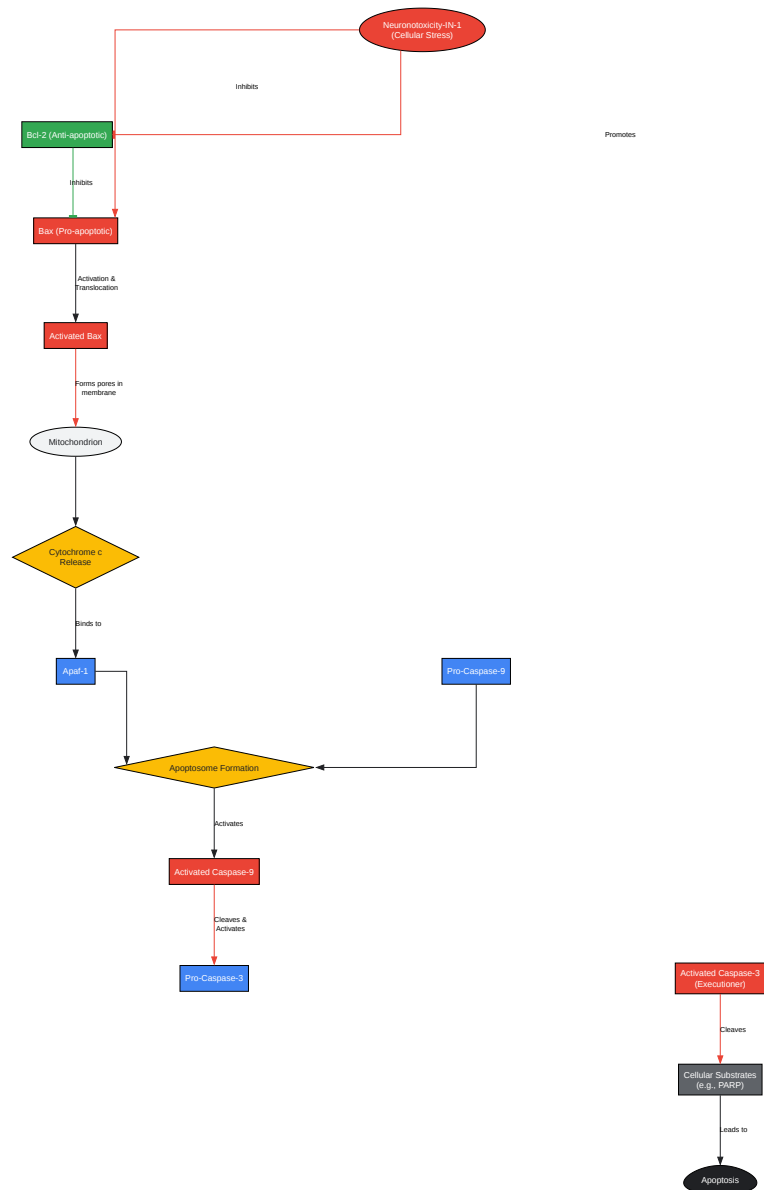 Neuronotoxicity-IN-1
(Cellular Stress)
Inhibits
Bcl-2 (Anti-apoptotic)
Promotes
Inhibits
Bax (Pro-apoptotic)
Activation &
Translocation
Activated Bax
Forms pores in
membrane
Mitochondrion
Cytochrome c
Release
Binds to
Apaf-1
Pro-Caspase-9
Apoptosome Formation
Activates
Activated Caspase-9
Cleaves &
Activates
Pro-Caspase-3
Activated Caspase-3
(Executioner)
Cleaves
Cellular Substrates
(e.g., PARP)
Leads to
Apoptosis